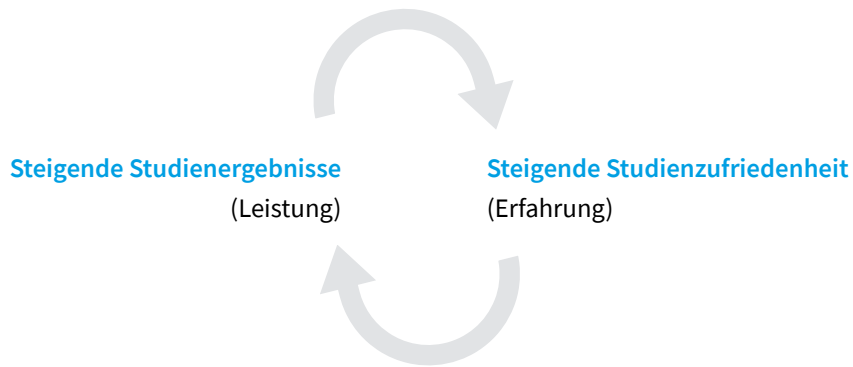 Steigende Studienergebnisse
(Leistung)
Steigende Studienzufriedenheit
(Erfahrung)